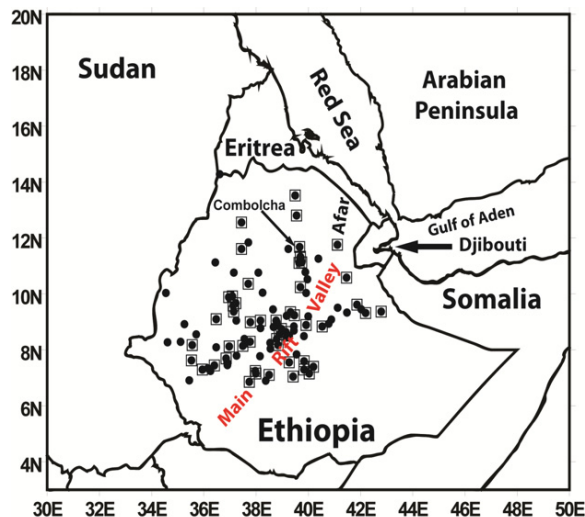 20N
18N
16N
14N
12N
10N
8N
6N
4N
30E 32E 34E 36E 38E 40E 42E 44E 46E 48E 50E
Sudan
Red Sea
Arabian
Peninsula
Eritrea
Combolcha
Afar
Gulf of Aden
Djibouti
Somalia
Main Rift Valley
Ethiopia